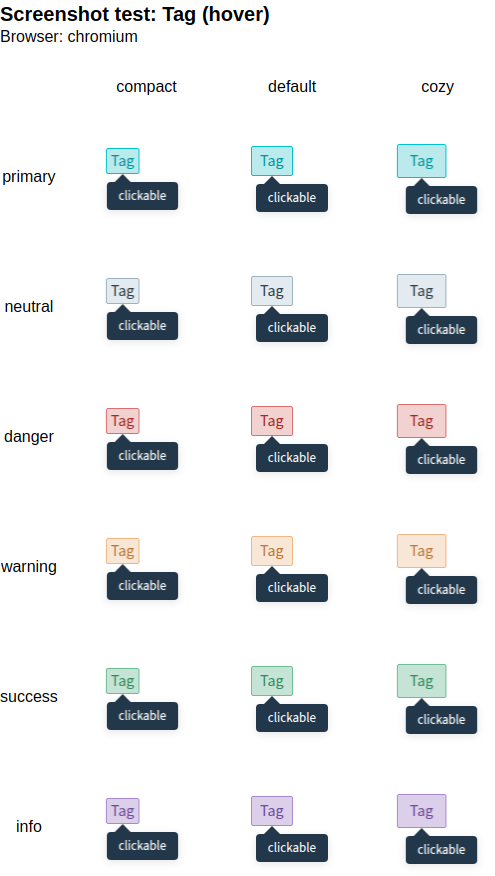 Screenshot test: Tag (hover)
Browser: chromium
compact default cozy
primary Tag Tag Tag
clickable clickable clickable
neutral Tag Tag Tag
clickable clickable clickable
danger Tag Tag Tag
clickable clickable clickable
warning Tag Tag Tag
clickable clickable clickable
success Tag Tag Tag
clickable clickable clickable
info Tag Tag Tag
clickable clickable clickable